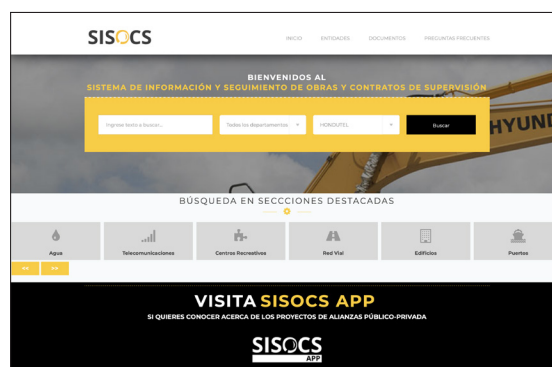 SISOCS
INICIO ENTIDADES DOCUMENTOS PREGUNTAS FRECUENTES
BIENVENIDOS AL
SISTEMA DE INFORMACIÓN Y SEGUIMIENTO DE OBRAS Y CONTRATOS DE SUPERVISIÓN
Ingrese texto a buscar... Todos los departamentos HONDUTEL Buscar
HYUN
BÚSQUEDA EN SECCCIONES DESTACADAS
Agua Telecomunicaciones Centros Recreativos Red Vial Edificios Puertos
VISITA SISOCS APP
SI QUIERES CONOCER ACERCA DE LOS PROYECTOS DE ALIANZAS PÚBLICO-PRIVADA
SISOCS
APP